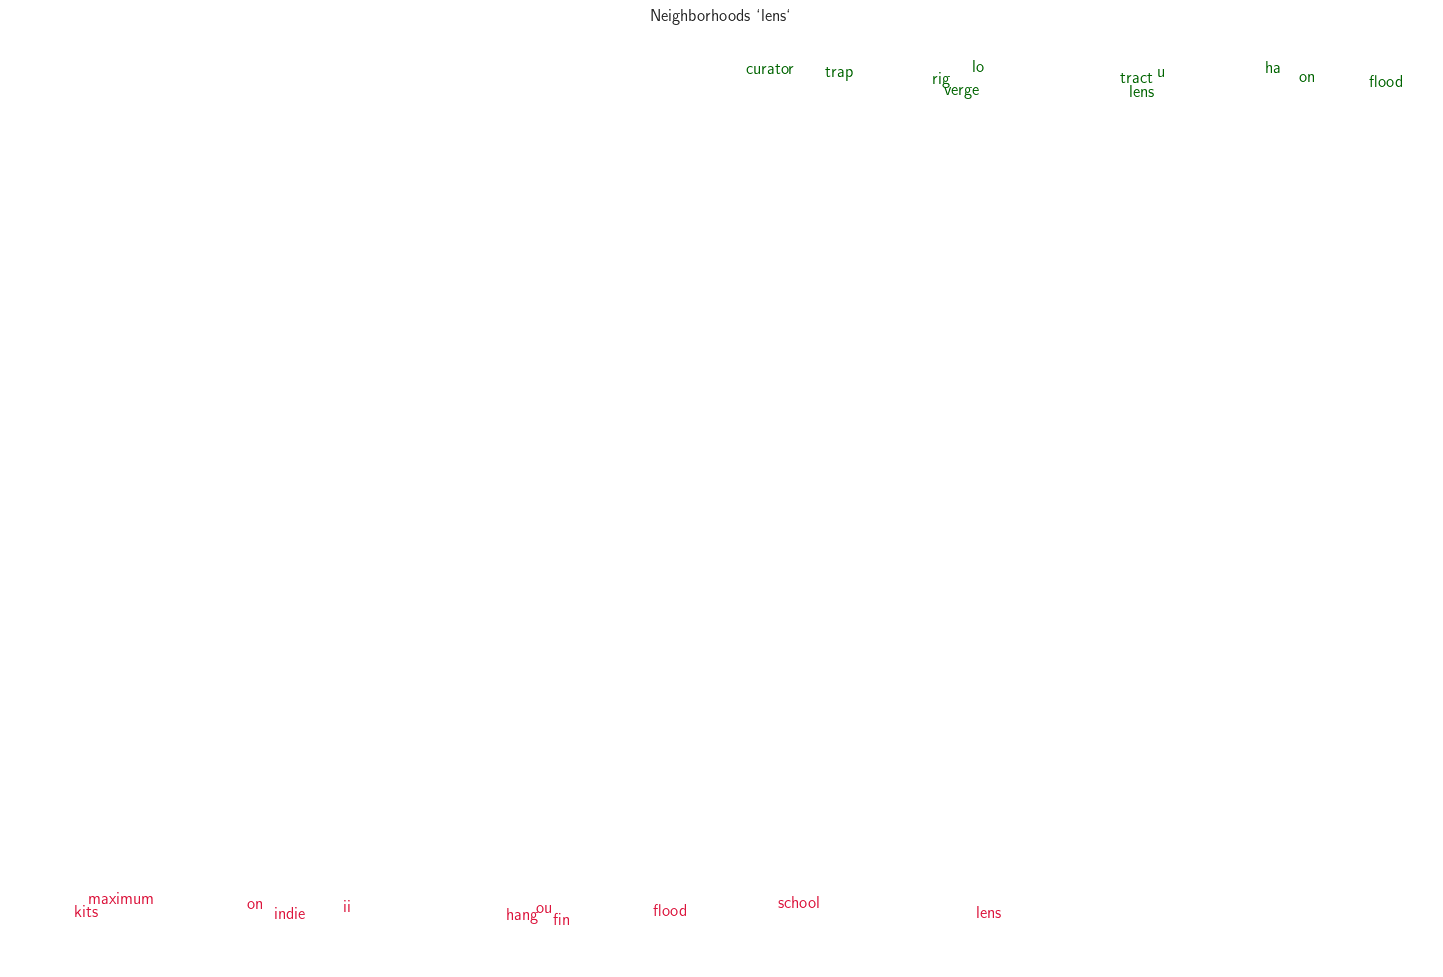 Neighborhoods ‘lens‘
curator trap rig lo tract u ha on flood
verge lens
maximum on ii ou school
kits indie hang fin flood lens